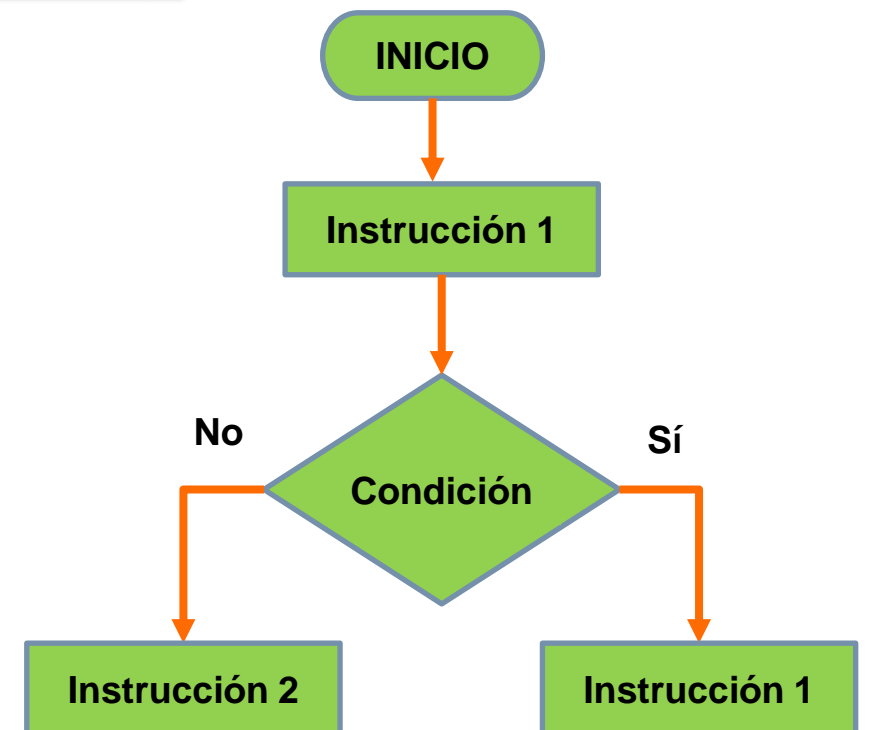 INICIO
Instrucción 1
No
Sí
Condición
Instrucción 2
Instrucción 1